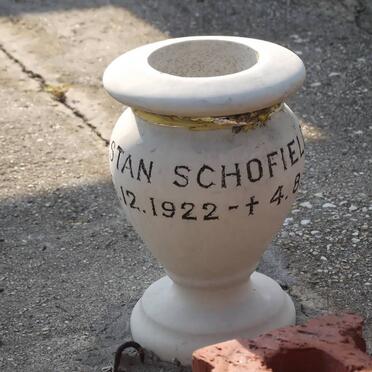 STAN SCHOFIEL
12.1922 - † 4.8